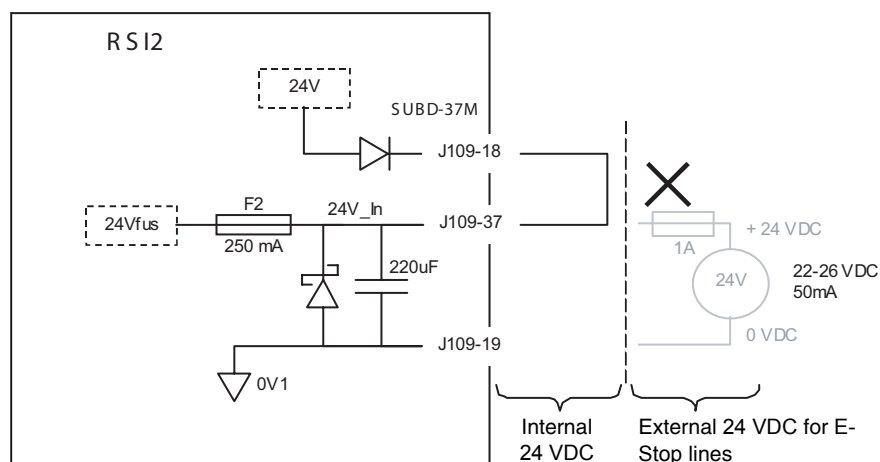 RSI2
24V
SUBD-37M
J109-18
F2
24V_In
24Vfus
J109-37
250 mA
220uF
+ 24 VDC
1A
24V
22-26 VDC
50mA
J109-19
0 VDC
0V1
Internal
24 VDC
External 24 VDC for E-
Stop lines